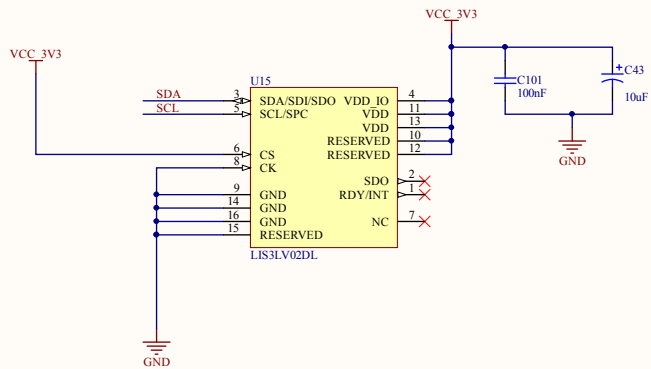 VCC_3V3
VCC_3V3
C101
100nF
C43
10uF
GND
U15
SDA 3 SDA/SDI/SDO VDD_IO 4
SCL 5 SCL/SPC VDD 11
VDD 13
RESERVED 10
6 CS RESERVED 12
8 CK
SDO 2
9 GND RDY/INT 1
14 GND
16 GND NC 7
15 RESERVED
LIS3LV02DL
GND